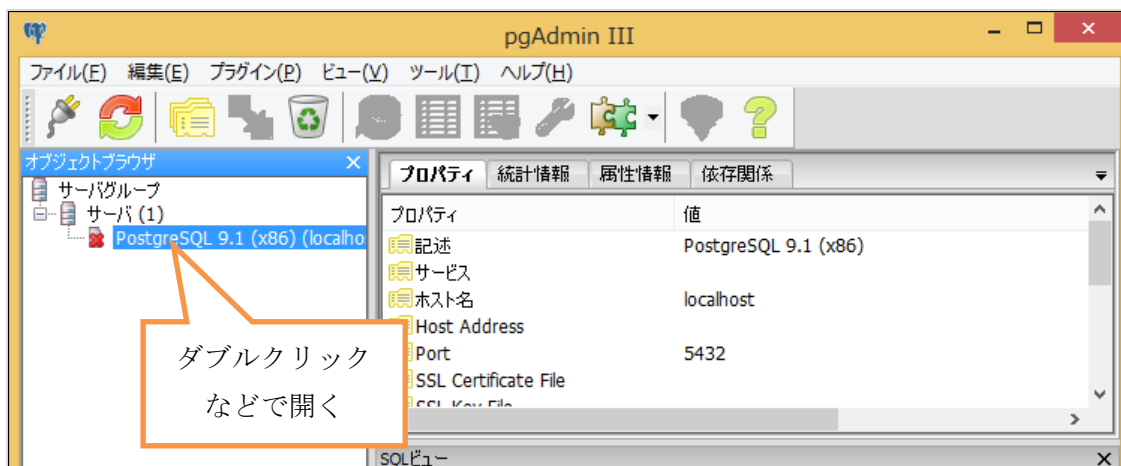 pgAdmin III
ファイル(F) 編集(E) プラグイン(P) ビュー(V) ツール(T) ヘルプ(H)
オブジェクトブラウザ
サーバグループ
サーバ (1)
PostgreSQL 9.1 (x86) (localho
ダブルクリック
などで開く
プロパティ 統計情報 属性情報 依存関係
プロパティ 値
記述 PostgreSQL 9.1 (x86)
サービス
ホスト名 localhost
Host Address
Port 5432
SSL Certificate File
SSL Key File
SQLビュー